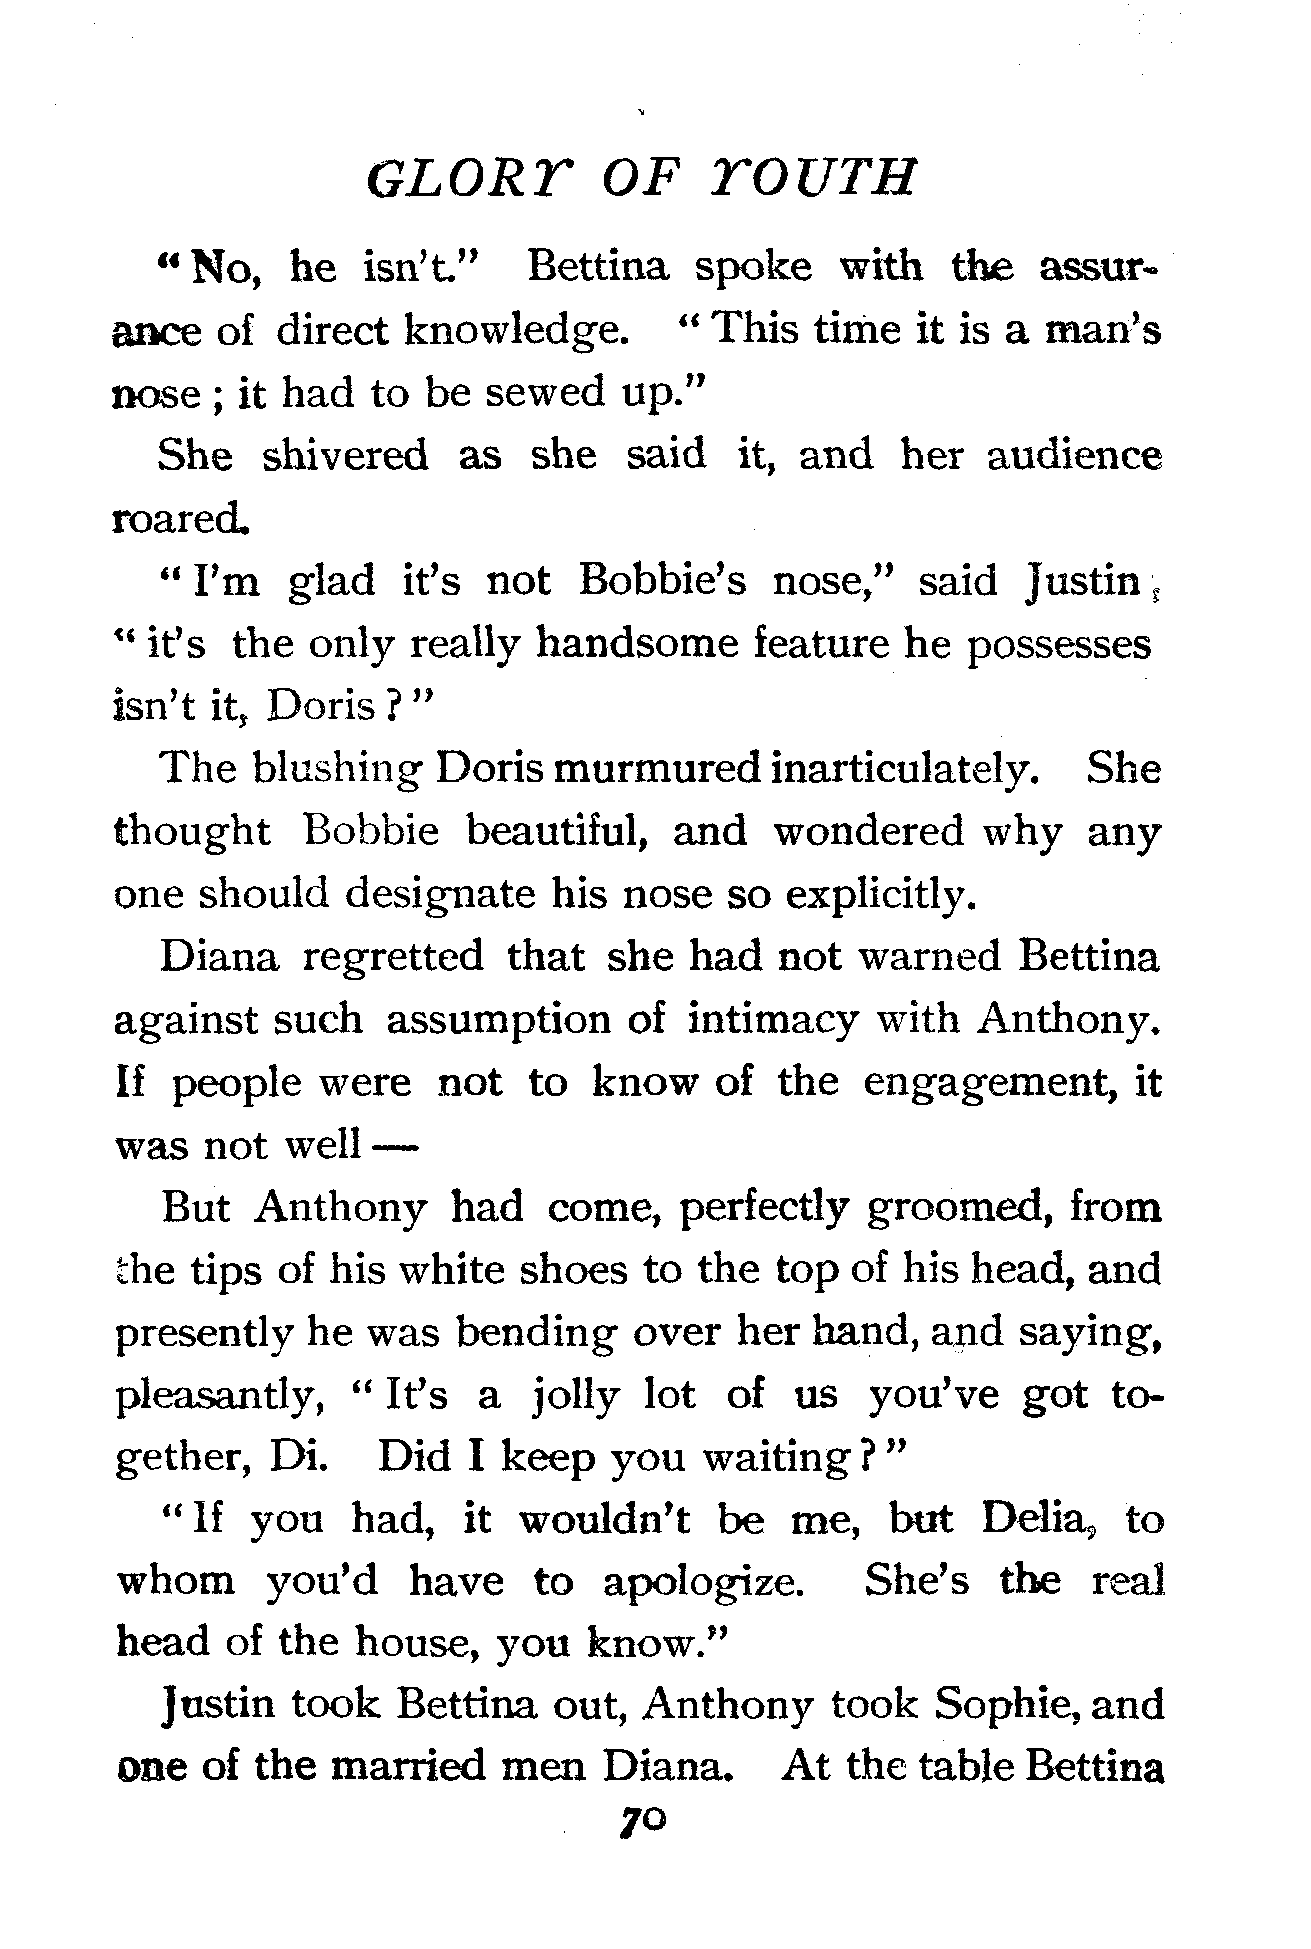 GLORY OF YOUTH
“ No, he isn’t.” Bettina spoke with the assur-
ance of direct knowledge. “ This time it is a man’s
nose ; it had to be sewed up.”
She shivered as she said it, and her audience
roared.
“ I’m glad it’s not Bobbie’s nose,” said Justin ;
“ it’s the only really handsome feature he possesses
isn’t it, Doris ? ”
The blushing Doris murmured inarticulately. She
thought Bobbie beautiful, and wondered why any
one should designate his nose so explicitly.
Diana regretted that she had not warned Bettina
against such assumption of intimacy with Anthony.
If people were not to know of the engagement, it
was not well —
But Anthony had come, perfectly groomed, from
the tips of his white shoes to the top of his head, and
presently he was bending over her hand, and saying,
pleasantly, “ It’s a jolly lot of us you’ve got to-
gether, Di. Did I keep you waiting ? ”
“ If you had, it wouldn’t be me, but Delia, to
whom you’d have to apologize. She’s the real
head of the house, you know.”
Justin took Bettina out, Anthony took Sophie, and
one of the married men Diana. At the table Bettina
70